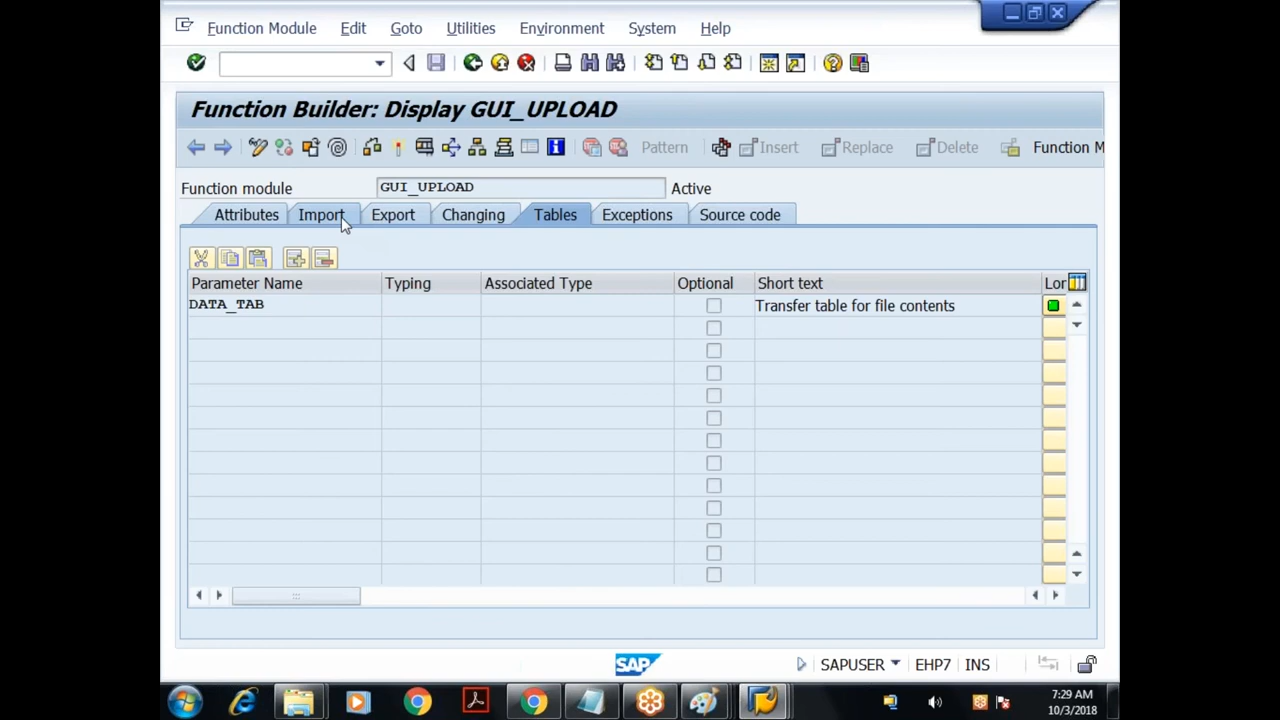 Function Module Edit Goto Utilities Environment System Help
Function Builder: Display GUI_UPLOAD
Pattern Insert Replace Delete Function M
Function module GUI_UPLOAD Active
Attributes Import Export Changing Tables Exceptions Source code
Parameter Name Typing Associated Type Optional Short text Lor
DATA_TAB Transfer table for file contents
SAP SAPUSER EHP7 INS
7:29 AM
10/3/2018